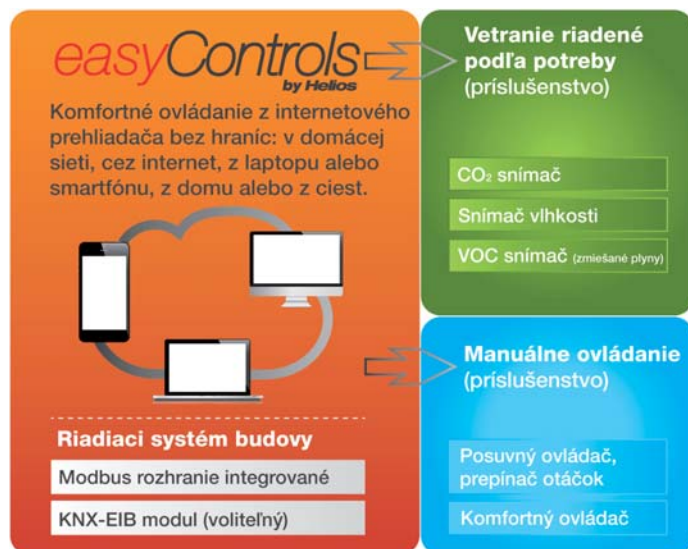 easyControls
by Helios
Komfortné ovládanie z internetového
prehliadača bez hraníc: v domácej
sieti, cez internet, z laptopu alebo
smartfónu, z domu alebo z ciest.
Riadiaci systém budovy
Modbus rozhranie integrované
KNX-EIB modul (voliteľný)
Vetranie riadené
podľa potreby
(príslušenstvo)
CO₂ snímač
Snímač vlhkosti
VOC snímač (zmiešané plyny)
Manuálne ovládanie
(príslušenstvo)
Posuvný ovládač,
prepínač otáčok
Komfortný ovládač